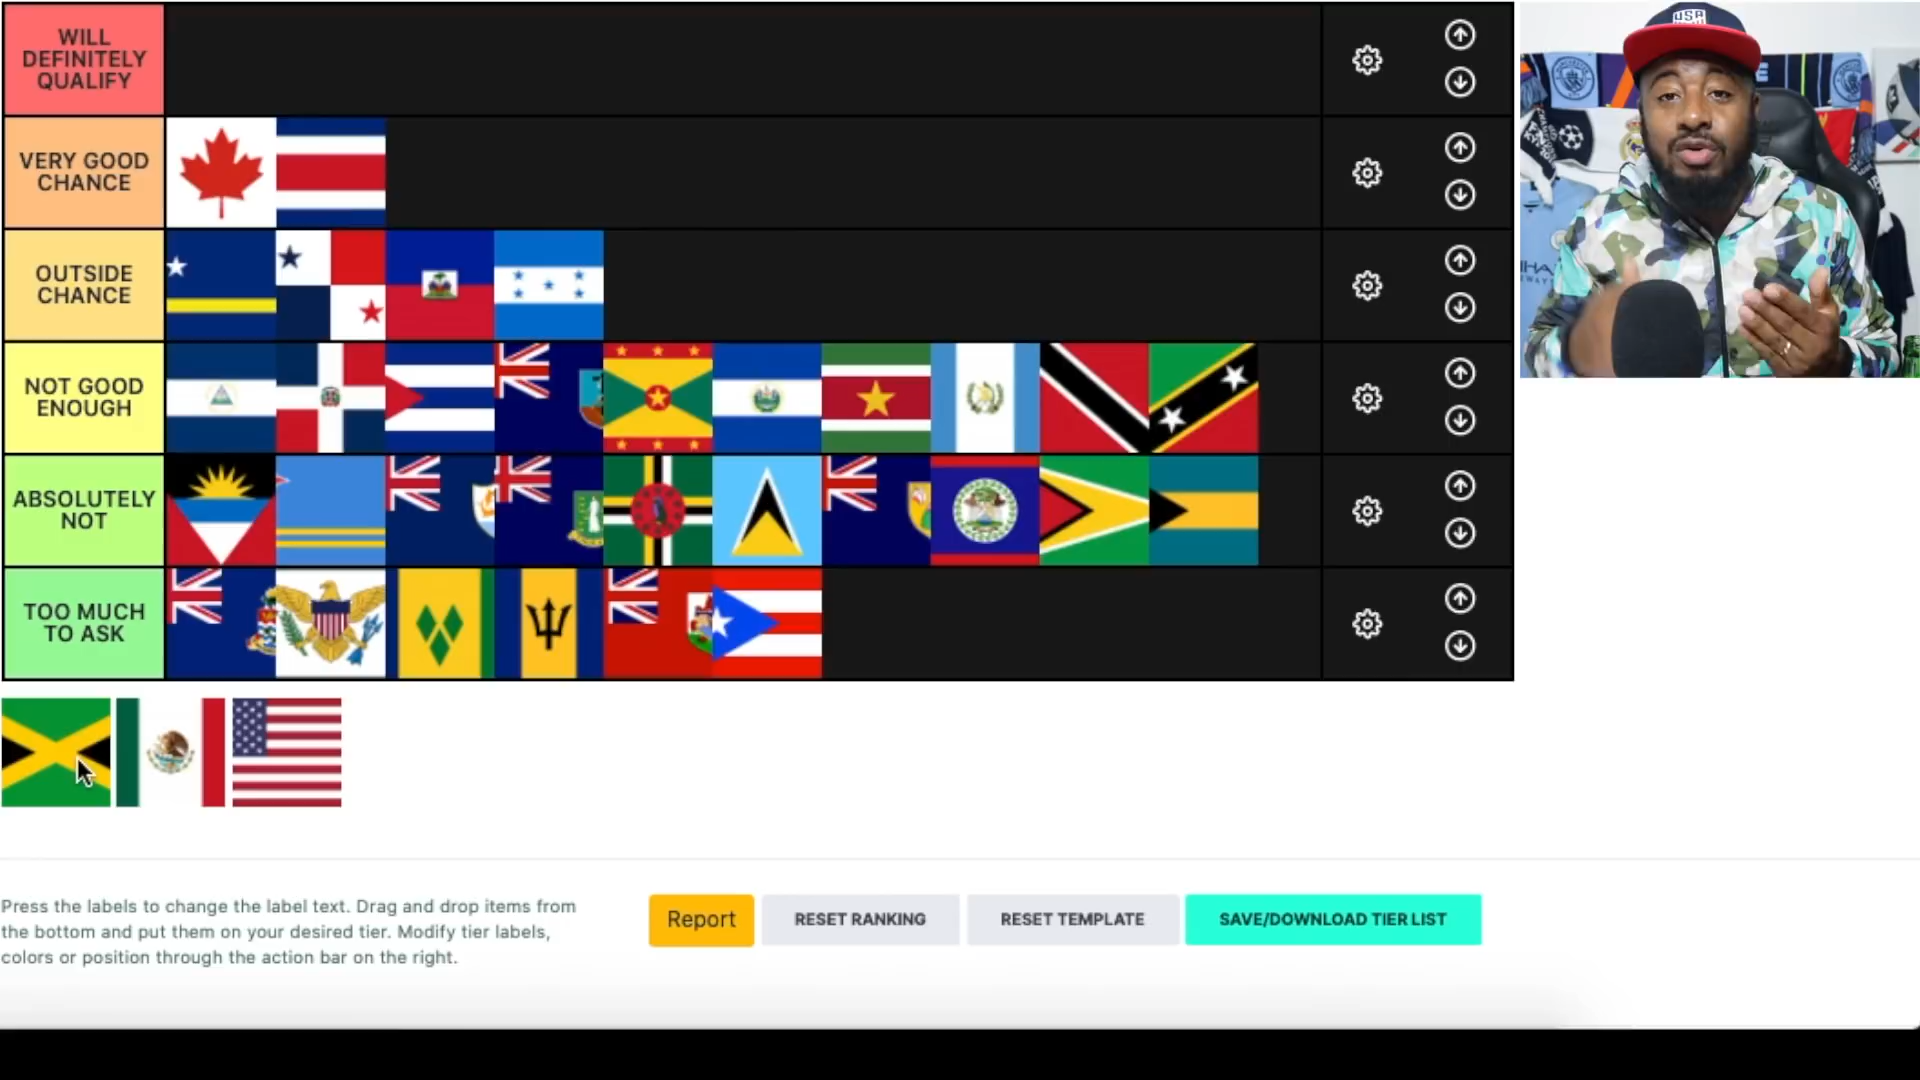 WILL
DEFINITELY
QUALIFY
VERY GOOD
CHANCE
OUTSIDE
CHANCE
NOT GOOD
ENOUGH
ABSOLUTELY
NOT
TOO MUCH
TO ASK
USA
Press the labels to change the label text. Drag and drop items from
the bottom and put them on your desired tier. Modify tier labels,
colors or position through the action bar on the right.
Report
RESET RANKING
RESET TEMPLATE
SAVE/DOWNLOAD TIER LIST